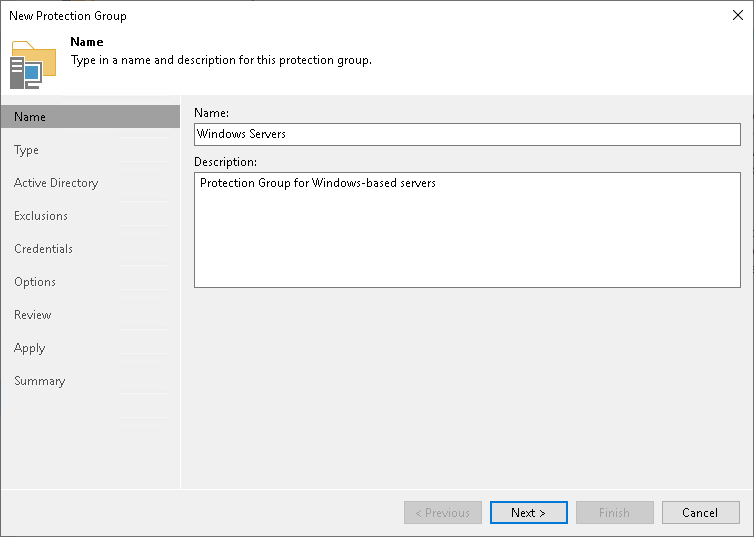 New Protection Group
Name
Type in a name and description for this protection group.
Name
Type
Active Directory
Exclusions
Credentials
Options
Review
Apply
Summary
Name:
Windows Servers
Description:
Protection Group for Windows-based servers
< Previous
Next >
Finish
Cancel